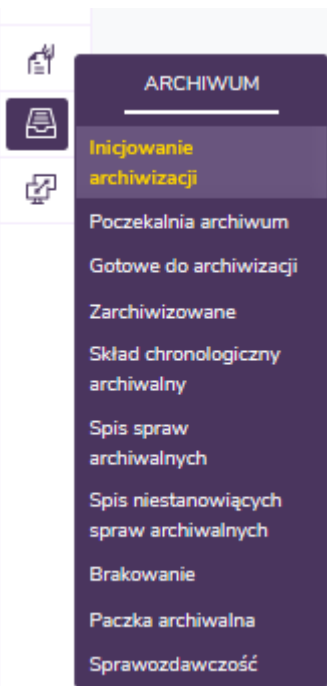 ARCHIWUM
Inicjowanie
archiwizacji
Poczekalnia archiwum
Gotowe do archiwizacji
Zarchiwizowane
Skład chronologiczny
archiwalny
Spis spraw
archiwalnych
Spis niestanowiących
spraw archiwalnych
Brakowanie
Paczka archiwalna
Sprawozdawczość